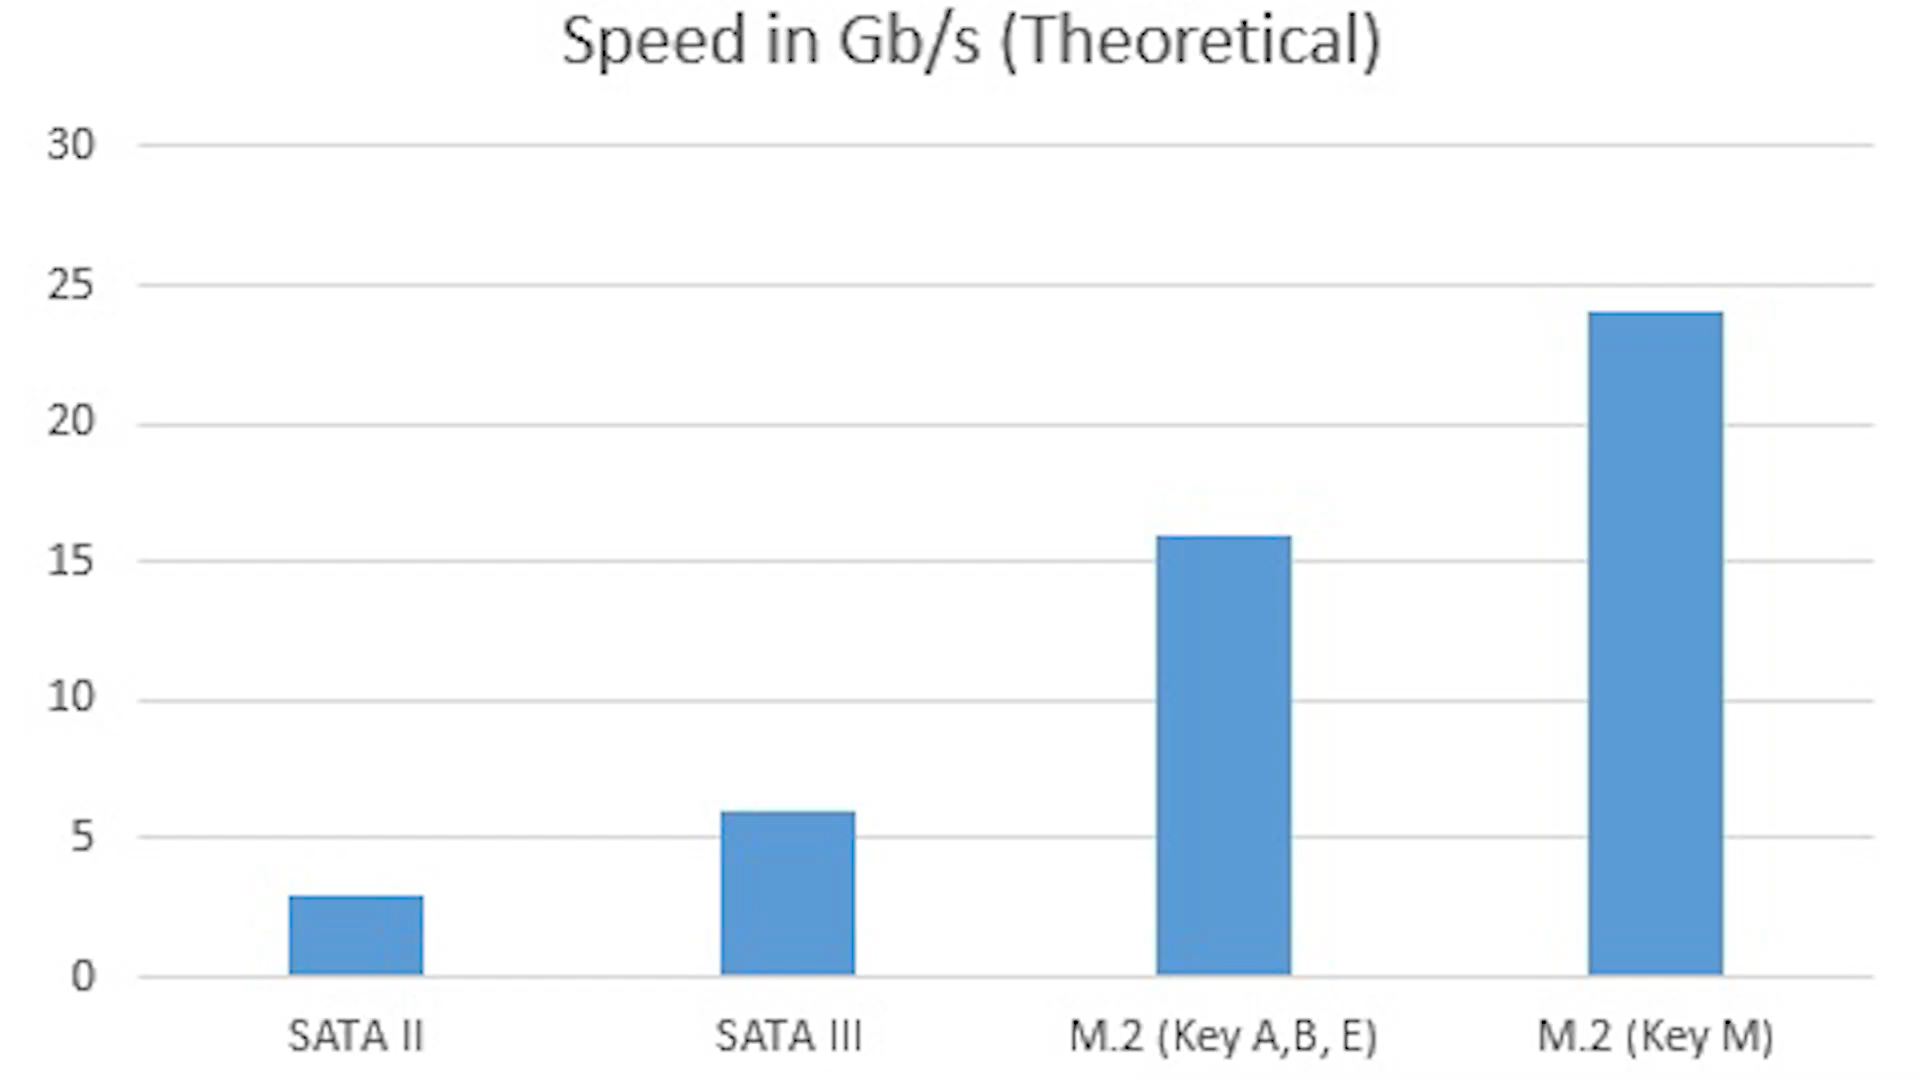 Speed in Gb/s (Theoretical)
30
25
20
15
10
5
0
SATA II
SATA III
M.2 (Key A,B, E)
M.2 (Key M)